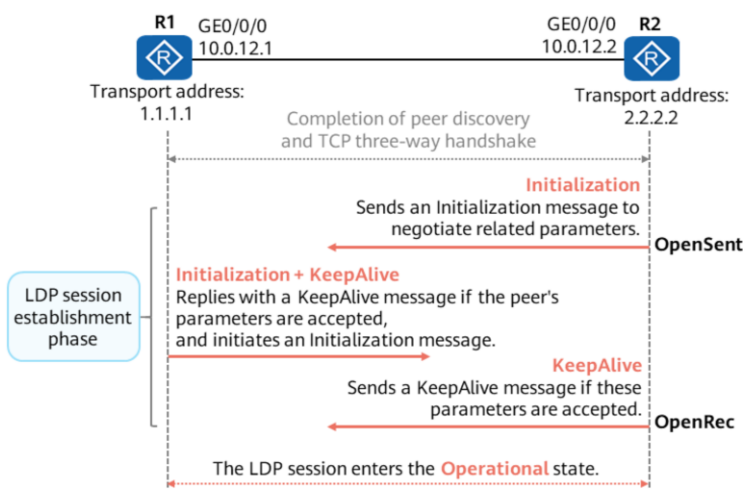 R1
GE0/0/0
10.0.12.1
GE0/0/0
10.0.12.2
R2
R
R
Transport address:
1.1.1.1
Transport address:
2.2.2.2
Completion of peer discovery
and TCP three-way handshake
Initialization
Sends an Initialization message to
negotiate related parameters.
OpenSent
Initialization + KeepAlive
Replies with a KeepAlive message if the peer's
parameters are accepted,
and initiates an Initialization message.
LDP session
establishment
phase
KeepAlive
Sends a KeepAlive message if these
parameters are accepted.
OpenRec
The LDP session enters the Operational state.